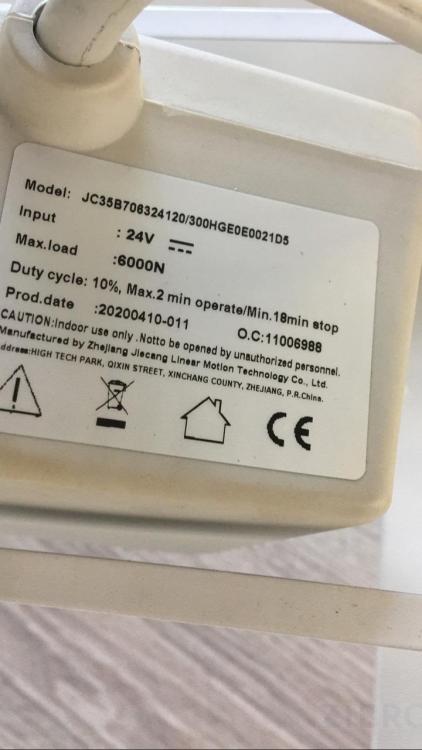 Model: JC35B706324120/300HGE0E0021D5
Input : 24V
Max.load :6000N
Duty cycle: 10%, Max.2 min operate/Min.18min stop
Prod.date :20200410-011 O.C:11006988
CAUTION:Indoor use only .Notto be opened by unauthorized personnel.
Manufactured by Zhejiang Jiecang Linear Motion Technology Co., Ltd.
ddress:HIGH TECH PARK, QIXIN STREET, XINCHANG COUNTY, ZHEJIANG, P.R.China.
CE